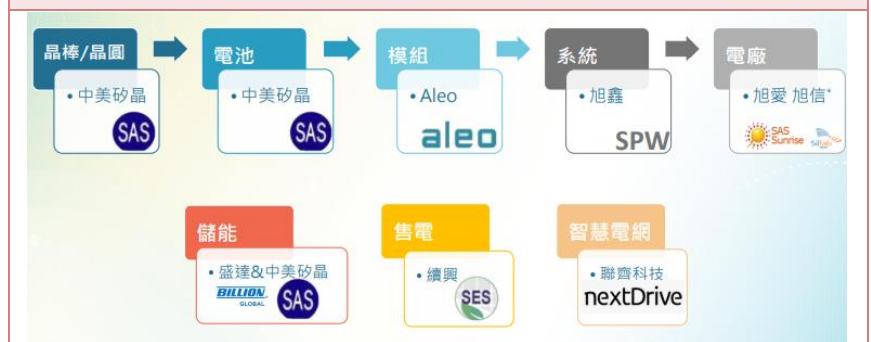 晶棒/晶圓
• 中美矽晶
SAS
電池
• 中美矽晶
SAS
模組
• Aleo
aleo
系統
• 旭鑫
SPW
電廠
• 旭愛 旭信*
SAS
Sunrise
儲能
• 盛達&中美矽晶
BILLION
GLOBAL
SAS
售電
• 續興
SES
智慧電網
• 聯齊科技
nextDrive